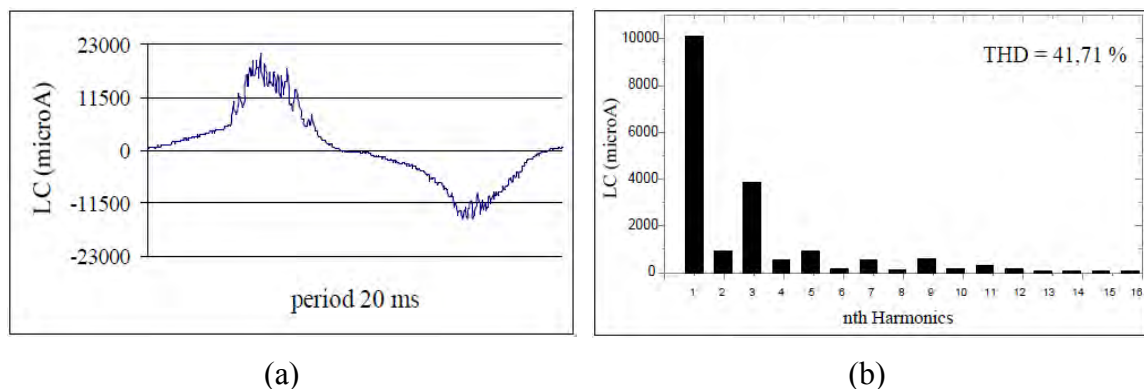 23000
11500
0
-11500
-23000
LC (microA)
period 20 ms
(a)
10000
8000
6000
4000
2000
0
LC (microA)
THD = 41,71 %
1 2 3 4 5 6 7 8 9 10 11 12 13 14 15 16
nth Harmonics
(b)